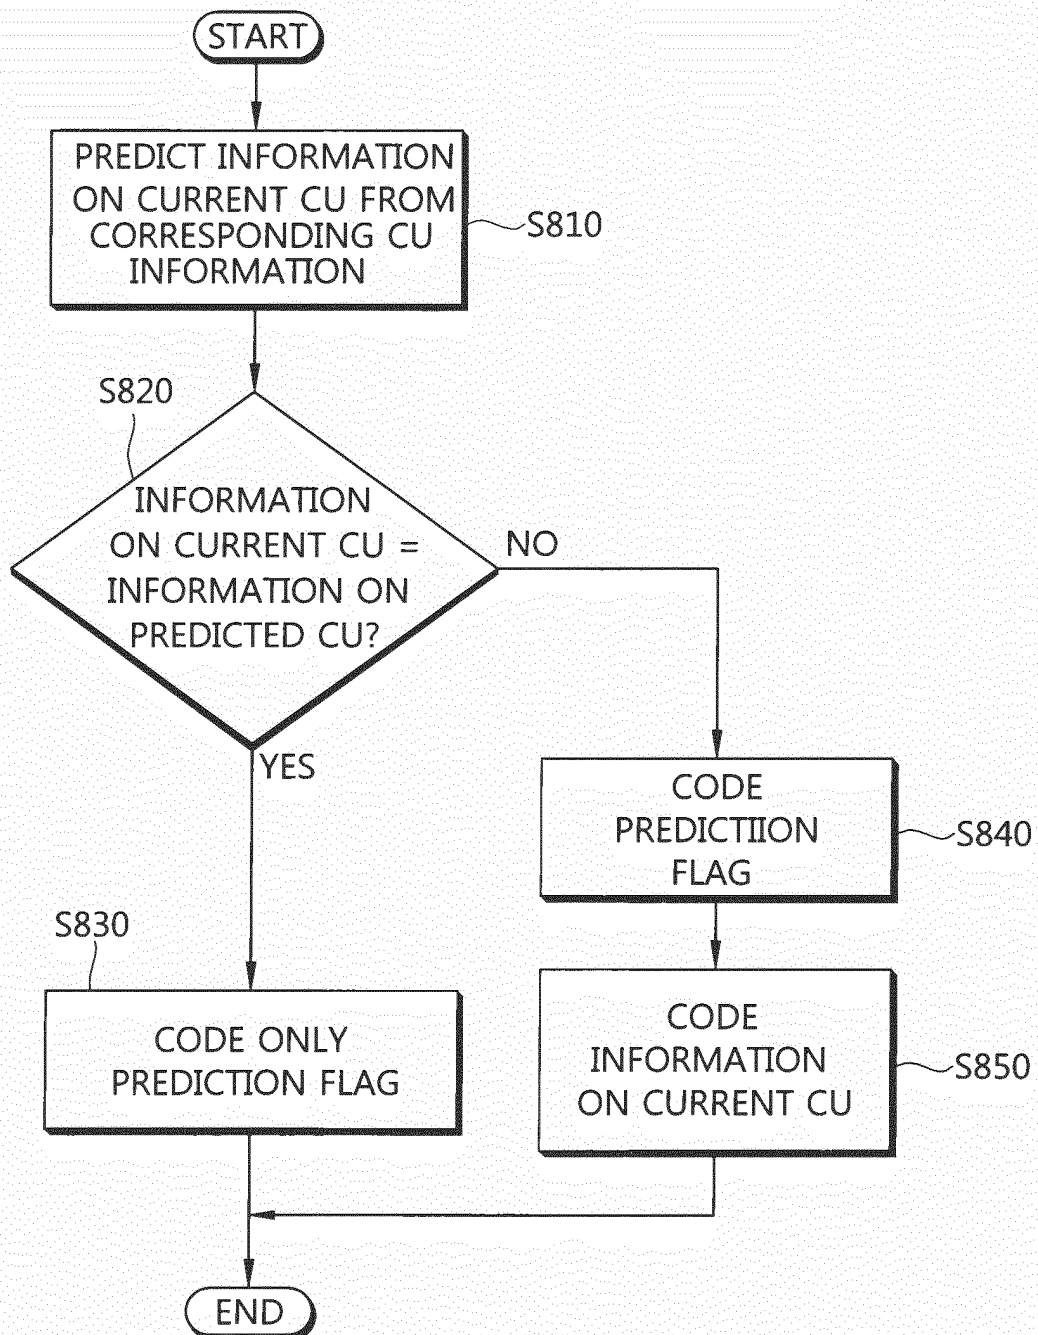 START
PREDICT INFORMATION
ON CURRENT CU FROM
CORRESPONDING CU
INFORMATION
S810
S820
INFORMATION
ON CURRENT CU =
INFORMATION ON
PREDICTED CU?
NO
YES
CODE
PREDICTIION
FLAG
S840
S830
CODE ONLY
PREDICTION FLAG
CODE
INFORMATION
ON CURRENT CU
S850
END